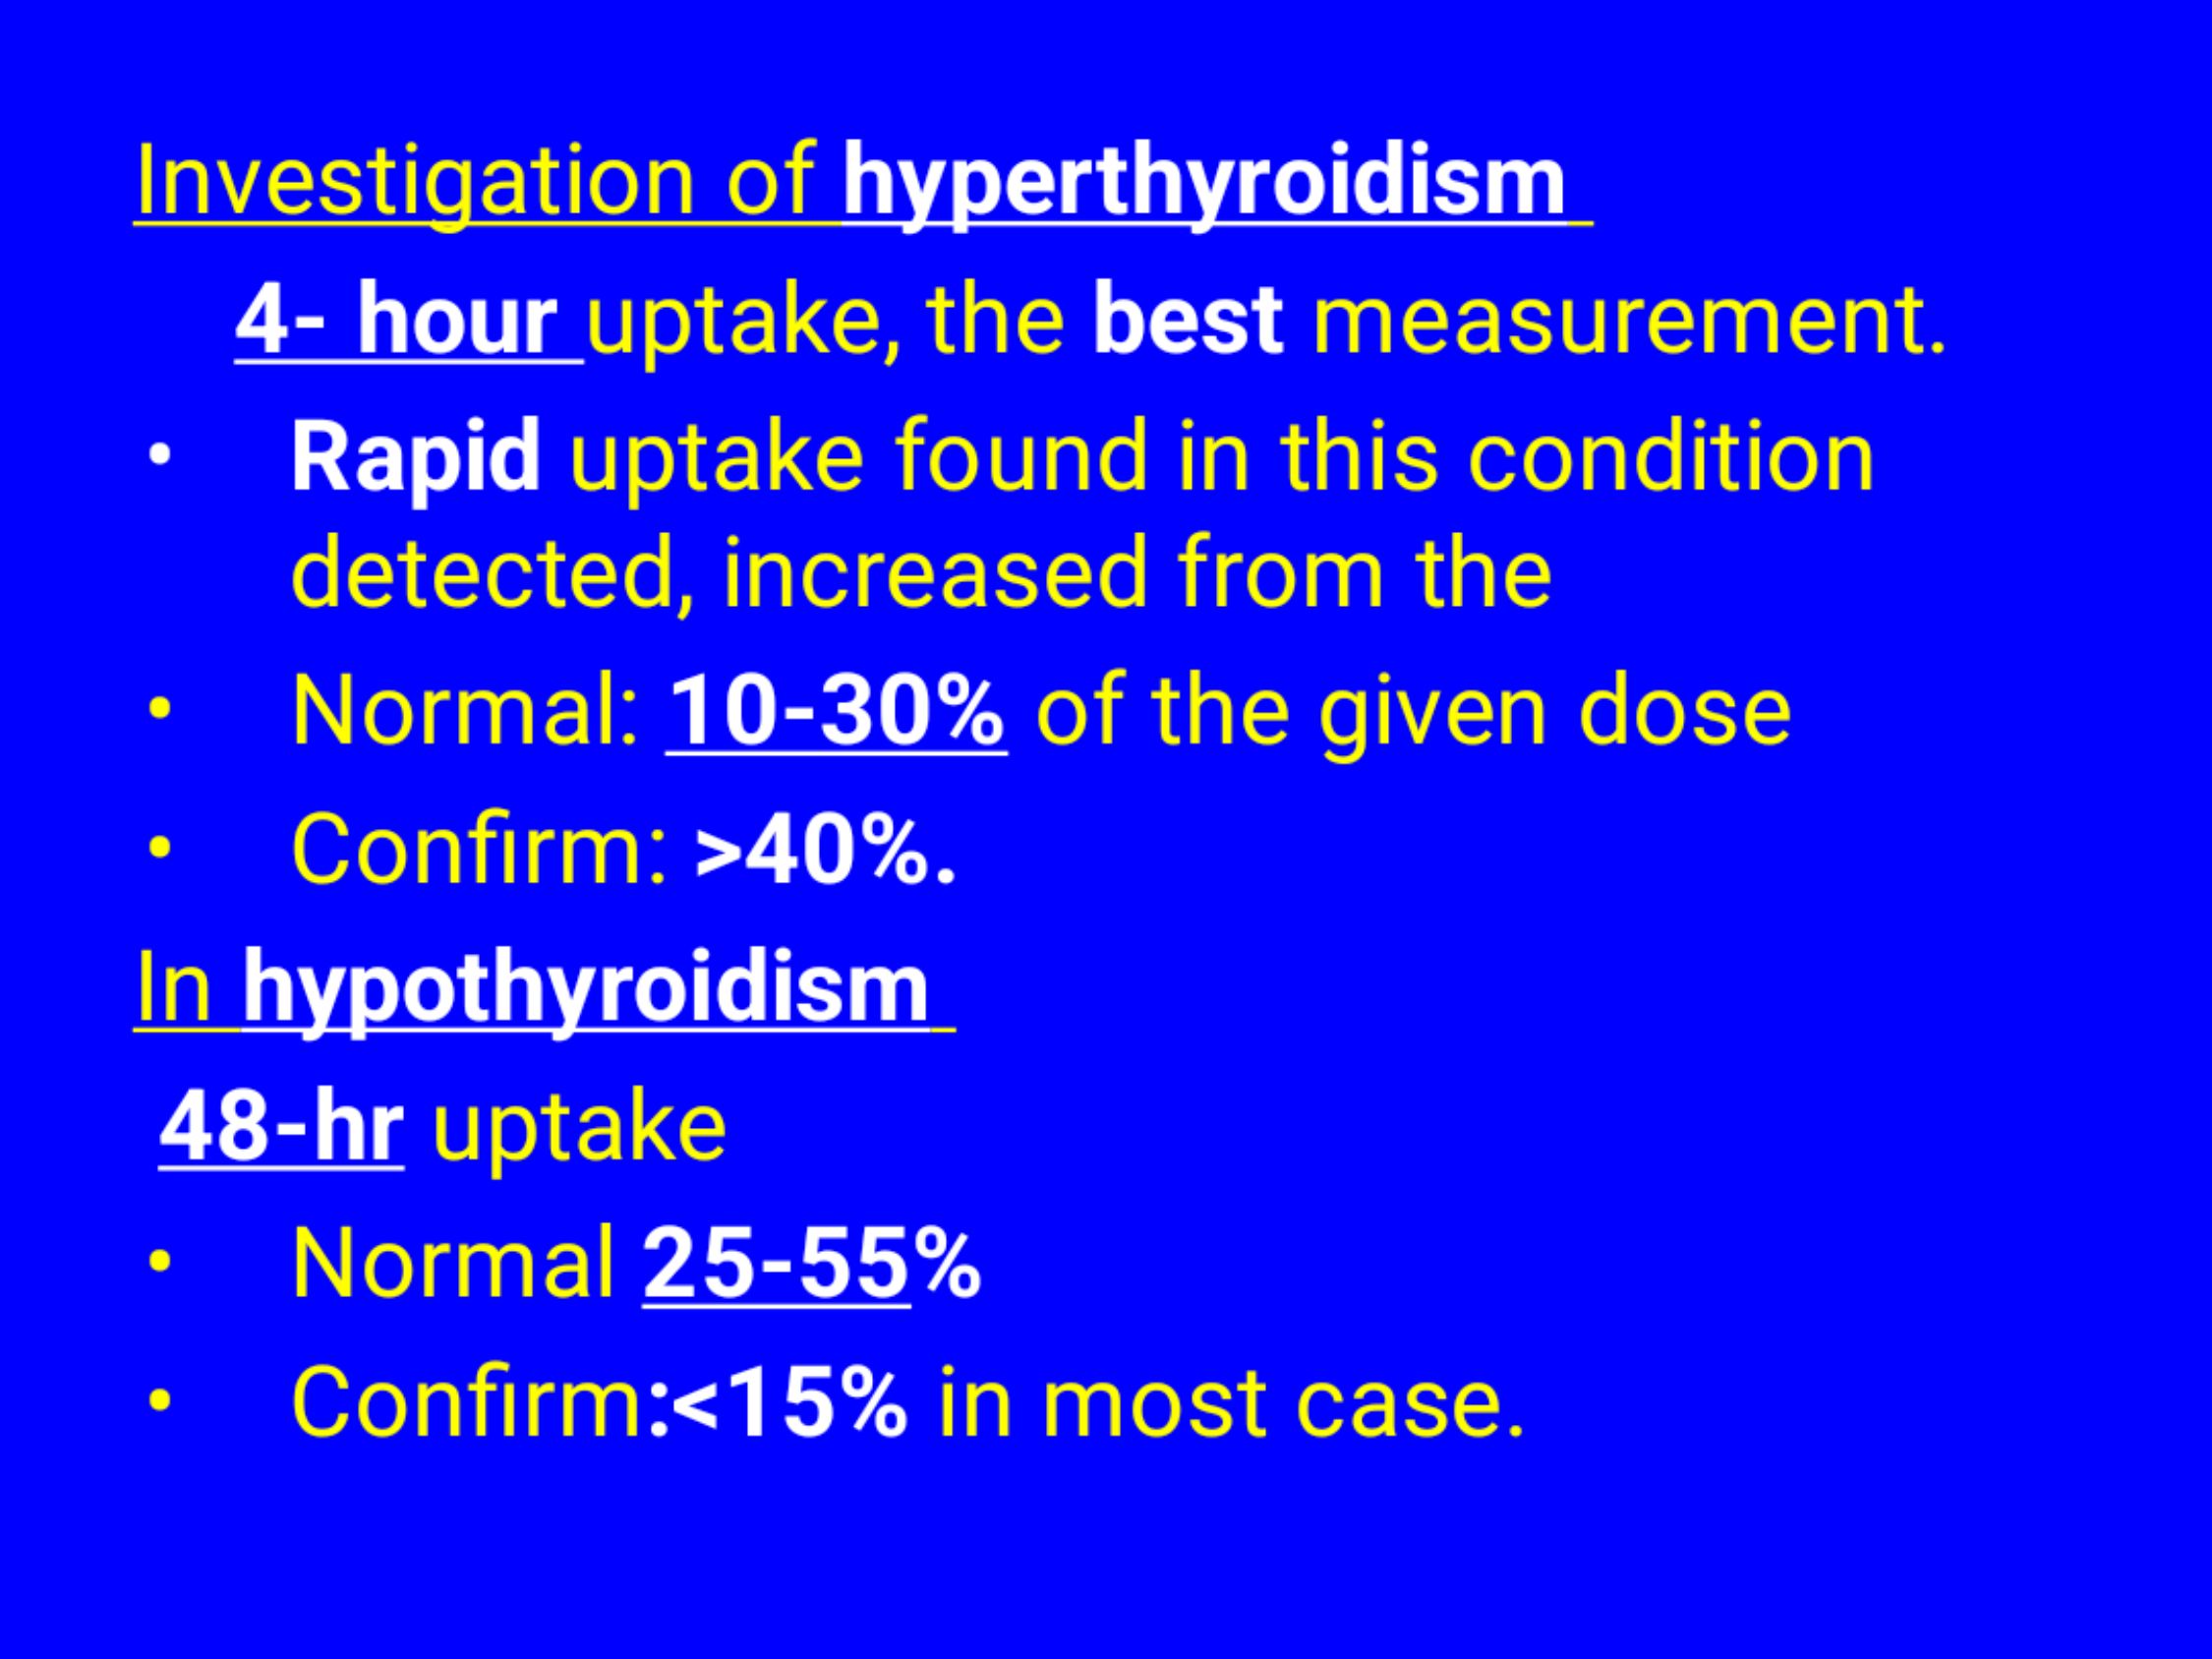 Investigation of hyperthyroidism
4- hour uptake, the best measurement.
• Rapid uptake found in this condition
detected, increased from the
• Normal: 10-30% of the given dose
• Confirm: >40%.
In hypothyroidism
48-hr uptake
• Normal 25-55%
• Confirm:<15% in most case.